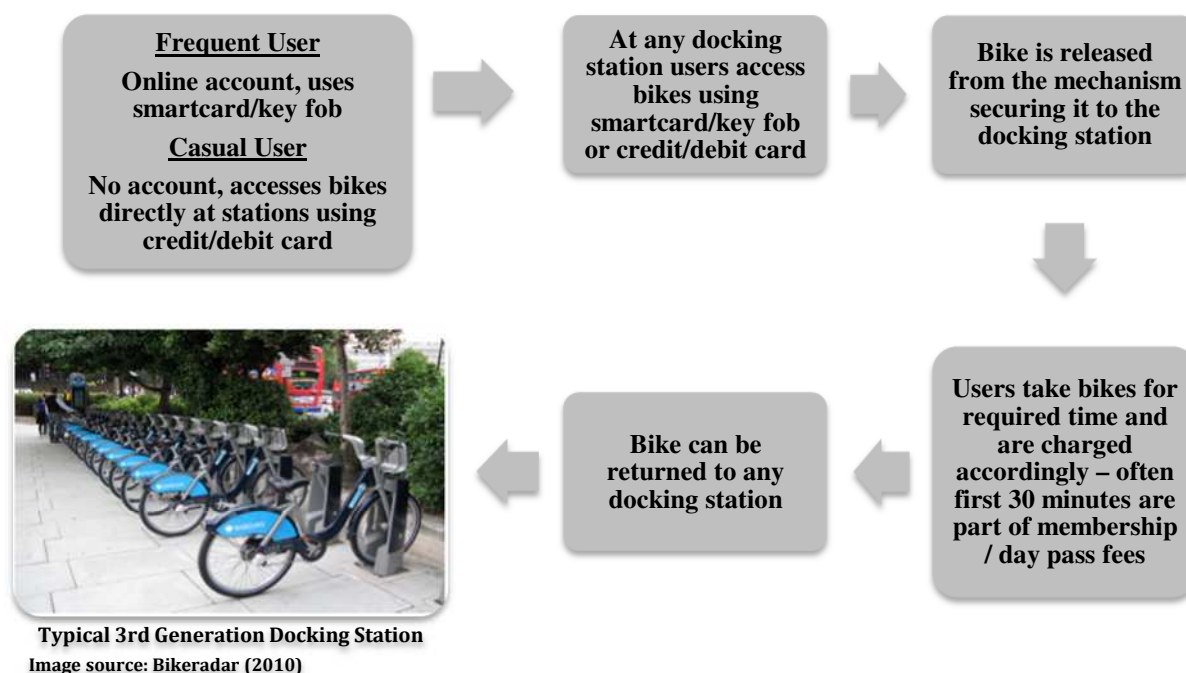 Frequent User
Online account, uses
smartcard/key fob
Casual User
No account, accesses bikes
directly at stations using
credit/debit card
At any docking
station users access
bikes using
smartcard/key fob
or credit/debit card
Bike is released
from the mechanism
securing it to the
docking station
Users take bikes for
required time and
are charged
accordingly – often
first 30 minutes are
part of membership
/ day pass fees
Bike can be
returned to any
docking station
Typical 3rd Generation Docking Station
Image source: Bikeradar (2010)